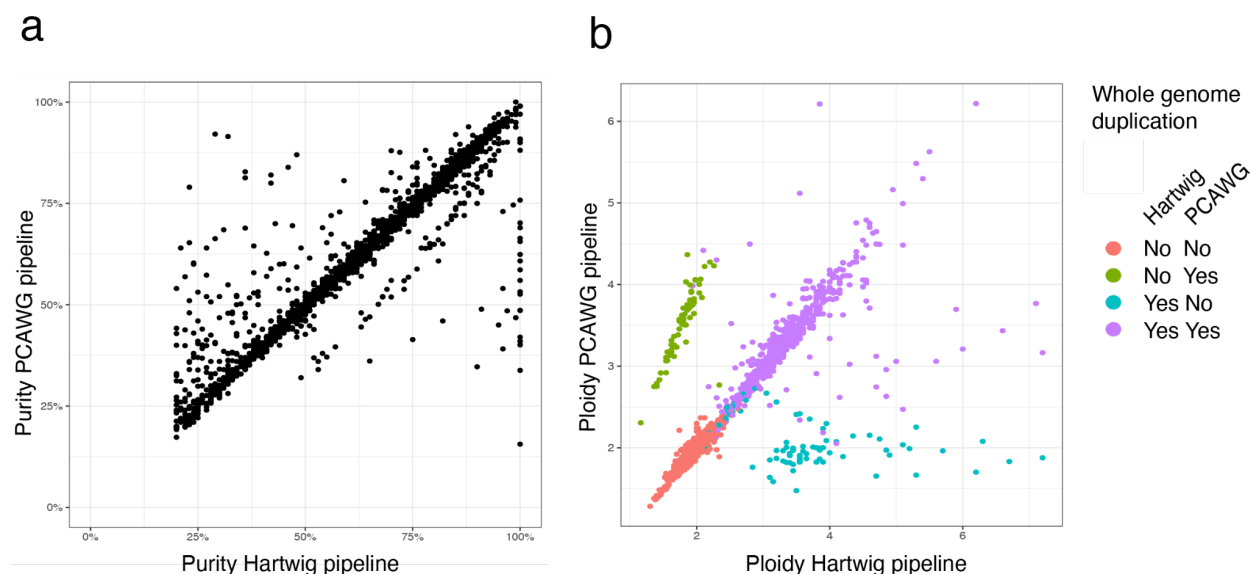 a
b
Purity PCAWG pipeline
100%
75%
50%
25%
0%
0%
25%
50%
75%
100%
Purity Hartwig pipeline
Ploidy PCAWG pipeline
6
5
4
3
2
2
4
6
Ploidy Hartwig pipeline
Whole genome
duplication
Hartwig
PCAWG
No No
No Yes
Yes No
Yes Yes